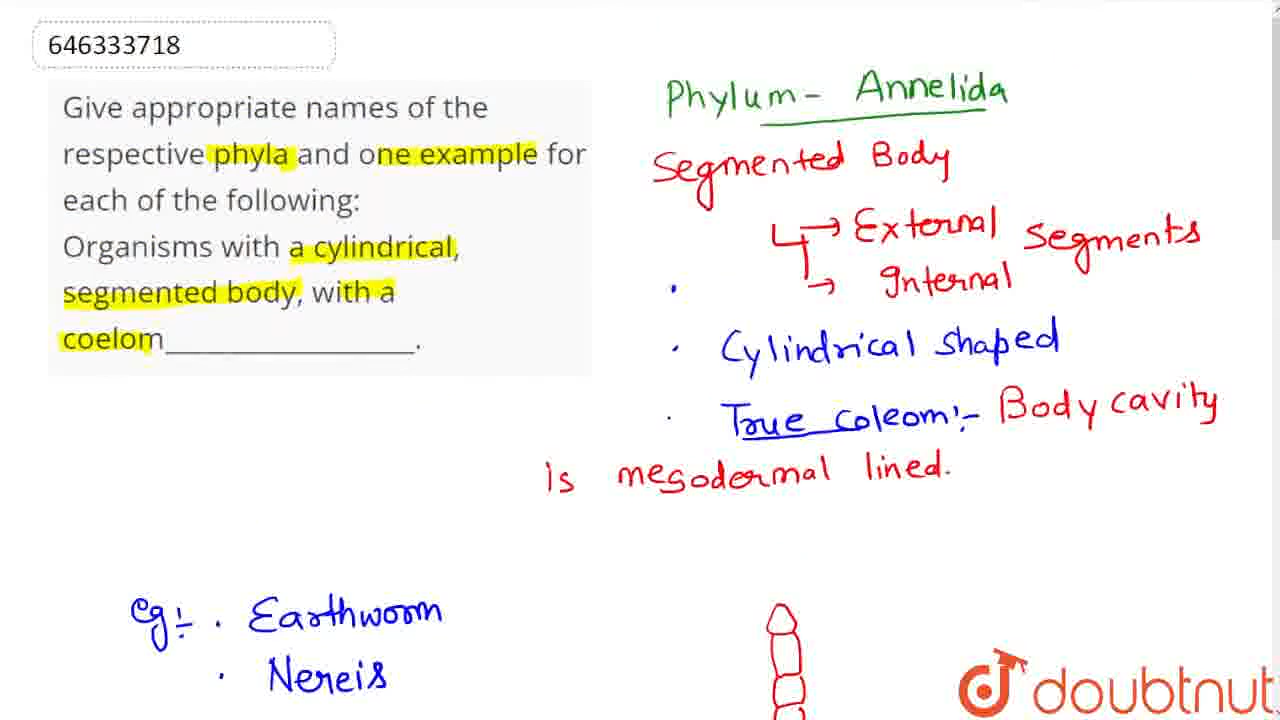 646333718
Give appropriate names of the
respective phyla and one example for
each of the following:
Organisms with a cylindrical,
segmented body, with a
coelom_________________.
Phylum - Annelida
Segmented Body
→ External Segments
→ Internal
· Cylindrical shaped
· True coleom :- Body cavity
is mesodermal lined.
eg :- · Earthworm
· Nereis
doubtnut